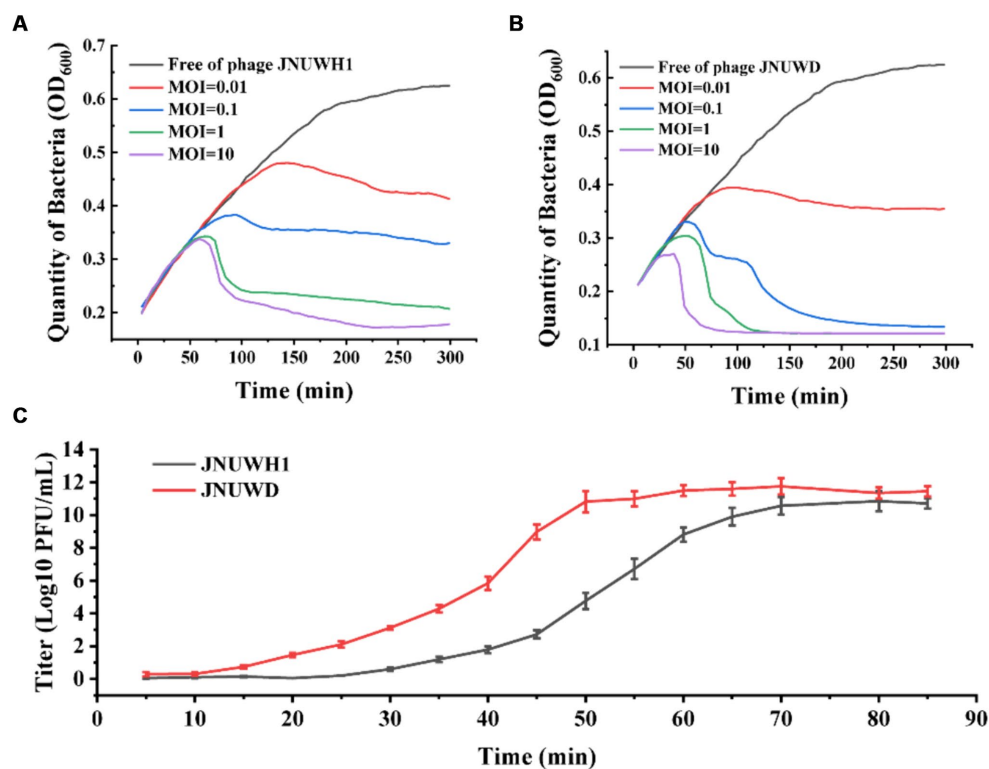 A
Quantity of Bacteria (OD600)
0.7
0.6
0.5
0.4
0.3
0.2
Free of phage JNUWH1
MOI=0.01
MOI=0.1
MOI=1
MOI=10
0 50 100 150 200 250 300
Time (min)
B
Quantity of Bacteria (OD600)
0.7
0.6
0.5
0.4
0.3
0.2
0.1
Free of phage JNUWD
MOI=0.01
MOI=0.1
MOI=1
MOI=10
0 50 100 150 200 250 300
Time (min)
C
Titer (Log10 PFU/mL)
14
12
10
8
6
4
2
0
JNUWH1
JNUWD
0 10 20 30 40 50 60 70 80 90
Time (min)